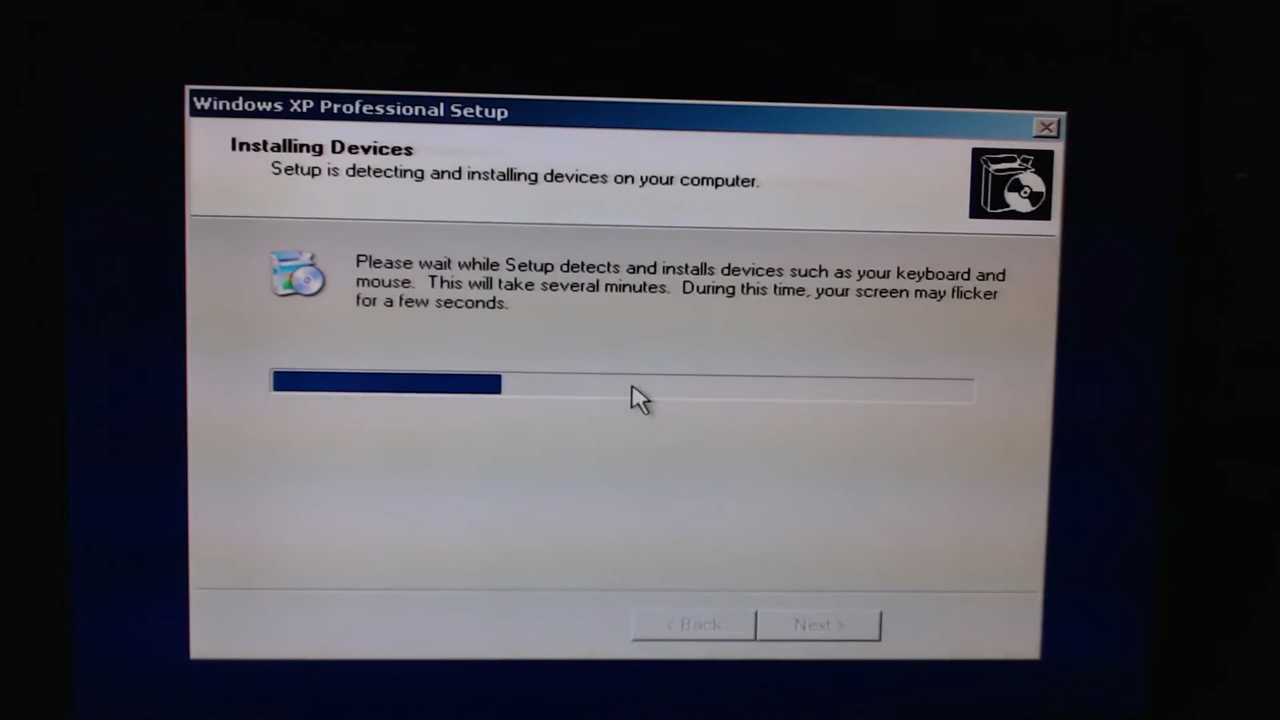 Windows XP Professional Setup
Installing Devices
Setup is detecting and installing devices on your computer.
Please wait while Setup detects and installs devices such as your keyboard and
mouse. This will take several minutes. During this time, your screen may flicker
for a few seconds.
< Back Next >